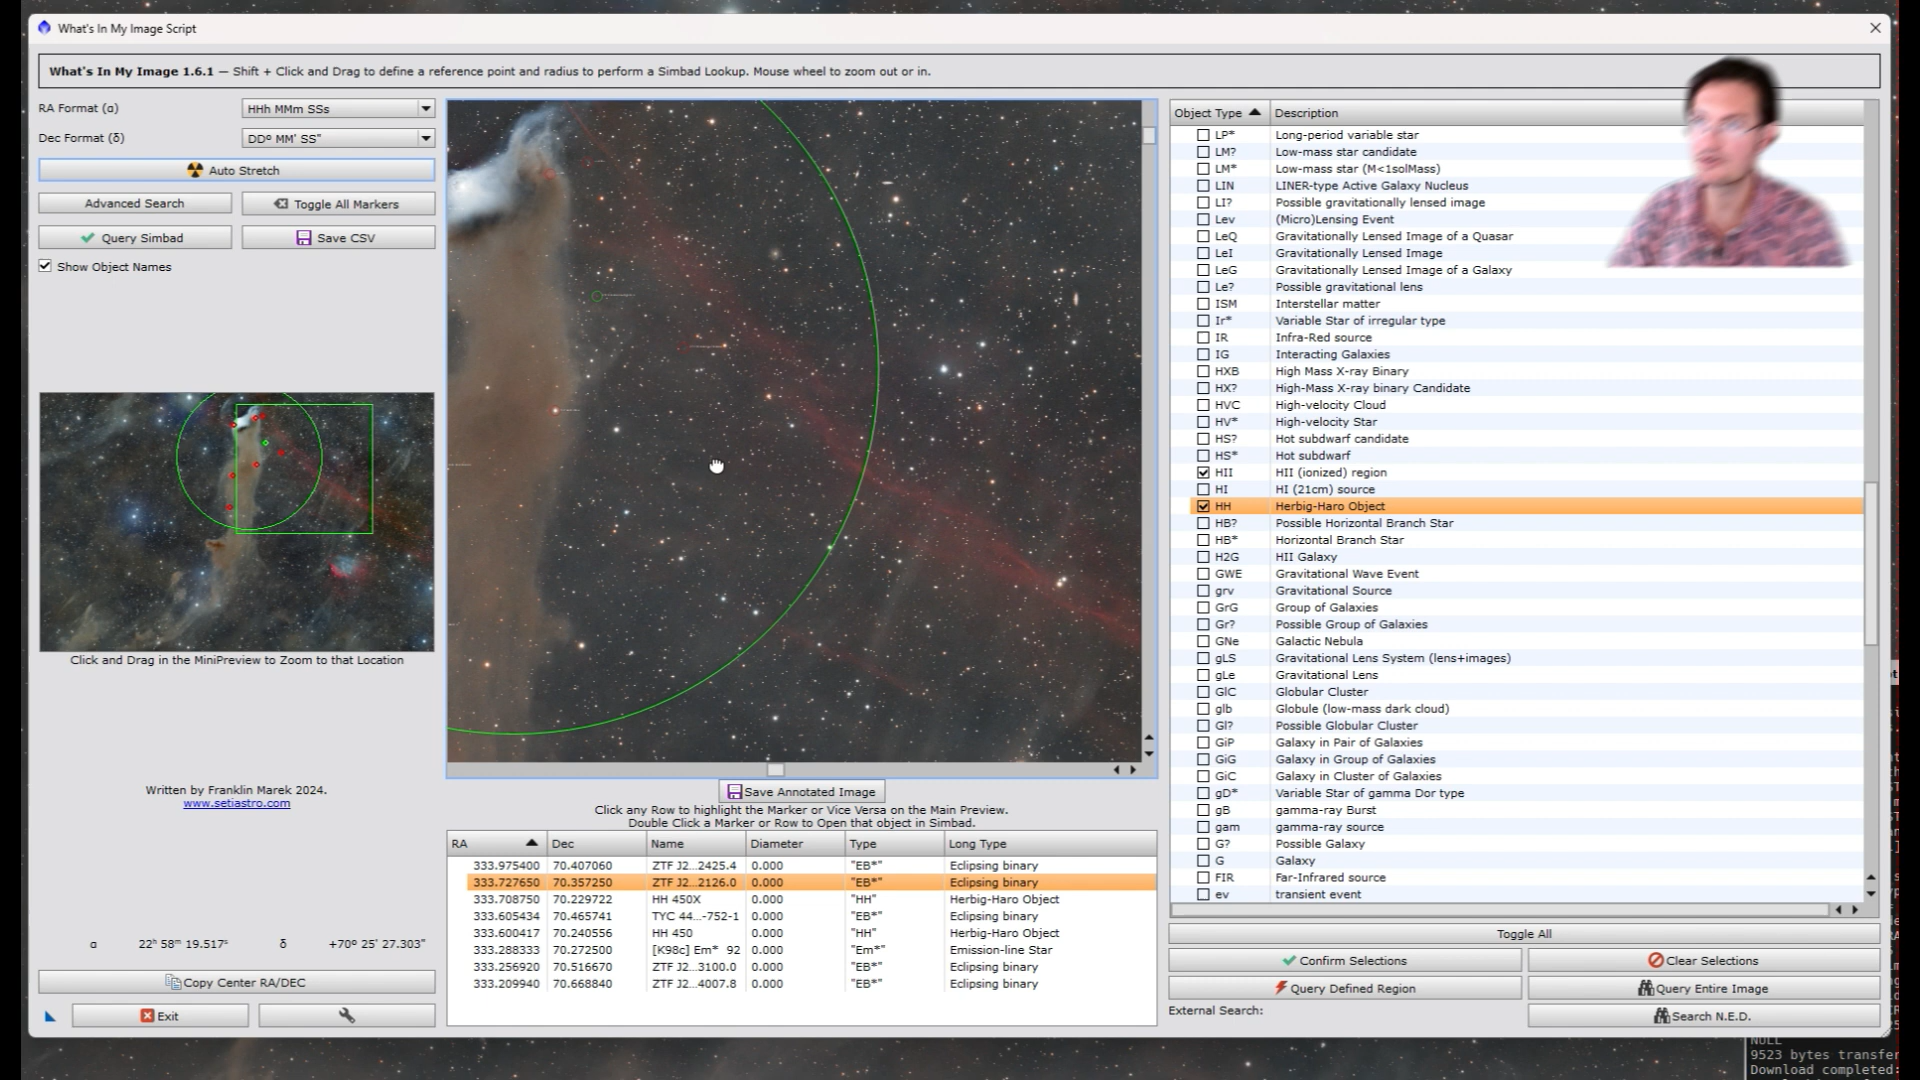 What's In My Image Script
What's In My Image 1.6.1 — Shift + Click and Drag to define a reference point and radius to perform a Simbad Lookup. Mouse wheel to zoom out or in.
RA Format (α)
HHh MMm SSs
Dec Format (δ)
DDº MM' SS"
Auto Stretch
Advanced Search
Toggle All Markers
Query Simbad
Save CSV
Show Object Names
Click and Drag in the MiniPreview to Zoom to that Location
Written by Franklin Marek 2024.
www.setiastro.com
α 22ʰ 58ᵐ 19.517ˢ δ +70º 25' 27.303"
Copy Center RA/DEC
Exit
Save Annotated Image
Click any Row to highlight the Marker or Vice Versa on the Main Preview.
Double Click a Marker or Row to Open that object in Simbad.
RA Dec Name Diameter Type Long Type
333.975400 70.407060 ZTF J2...2425.4 0.000 "EB*" Eclipsing binary
333.727650 70.357250 ZTF J2...2126.0 0.000 "EB*" Eclipsing binary
333.708750 70.229722 HH 450X 0.000 "HH" Herbig-Haro Object
333.605434 70.465741 TYC 44...-752-1 0.000 "EB*" Eclipsing binary
333.600417 70.240556 HH 450 0.000 "HH" Herbig-Haro Object
333.288333 70.272500 [K98c] Em* 92 0.000 "Em*" Emission-line Star
333.256920 70.516670 ZTF J2...3100.0 0.000 "EB*" Eclipsing binary
333.209940 70.668840 ZTF J2...4007.8 0.000 "EB*" Eclipsing binary
Object Type Description
LP* Long-period variable star
LM? Low-mass star candidate
LM* Low-mass star (M<1solMass)
LIN LINER-type Active Galaxy Nucleus
LI? Possible gravitationally lensed image
Lev (Micro)Lensing Event
LeQ Gravitationally Lensed Image of a Quasar
LeI Gravitationally Lensed Image
LeG Gravitationally Lensed Image of a Galaxy
Le? Possible gravitational lens
ISM Interstellar matter
Ir* Variable Star of irregular type
IR Infra-Red source
IG Interacting Galaxies
HXB High Mass X-ray Binary
HX? High-Mass X-ray binary Candidate
HVC High-velocity Cloud
HV* High-velocity Star
HS? Hot subdwarf candidate
HS* Hot subdwarf
HII HII (ionized) region
HI HI (21cm) source
HH Herbig-Haro Object
HB? Possible Horizontal Branch Star
HB* Horizontal Branch Star
H2G HII Galaxy
GWE Gravitational Wave Event
grv Gravitational Source
GrG Group of Galaxies
Gr? Possible Group of Galaxies
GNe Galactic Nebula
gLS Gravitational Lens System (lens+images)
gLe Gravitational Lens
GlC Globular Cluster
glb Globule (low-mass dark cloud)
Gl? Possible Globular Cluster
GiP Galaxy in Pair of Galaxies
GiG Galaxy in Group of Galaxies
GiC Galaxy in Cluster of Galaxies
gD* Variable Star of gamma Dor type
gB gamma-ray Burst
gam gamma-ray source
G? Possible Galaxy
G Galaxy
FIR Far-Infrared source
ev transient event
Toggle All
Confirm Selections
Clear Selections
Query Defined Region
Query Entire Image
External Search:
Search N.E.D.
NULL
9523 bytes transfer
Download completed: